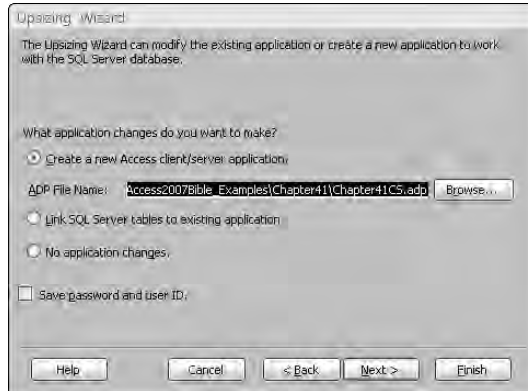 Upsizing Wizard
The Upsizing Wizard can modify the existing application or create a new application to work
with the SQL Server database.
What application changes do you want to make?
Create a new Access client/server application.
ADP File Name: Access2007Bible_Examples\Chapter41\Chapter41CS.adp Browse...
Link SQL Server tables to existing application
No application changes.
Save password and user ID.
Help Cancel < Back Next > Finish